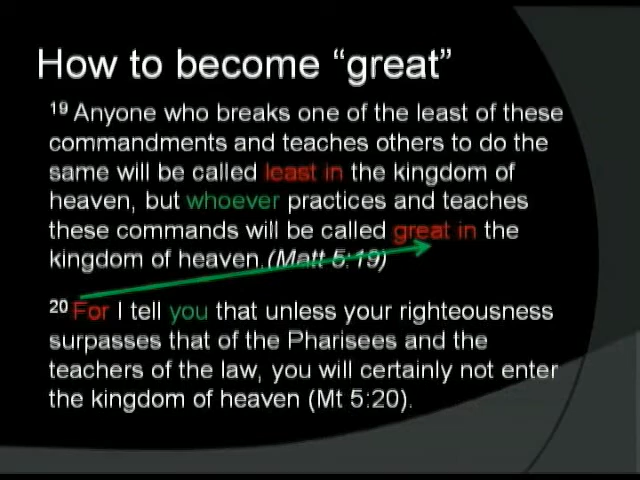 How to become “great”
19 Anyone who breaks one of the least of these
commandments and teaches others to do the
same will be called least in the kingdom of
heaven, but whoever practices and teaches
these commands will be called great in the
kingdom of heaven.(Matt 5:19)
20 For I tell you that unless your righteousness
surpasses that of the Pharisees and the
teachers of the law, you will certainly not enter
the kingdom of heaven (Mt 5:20).